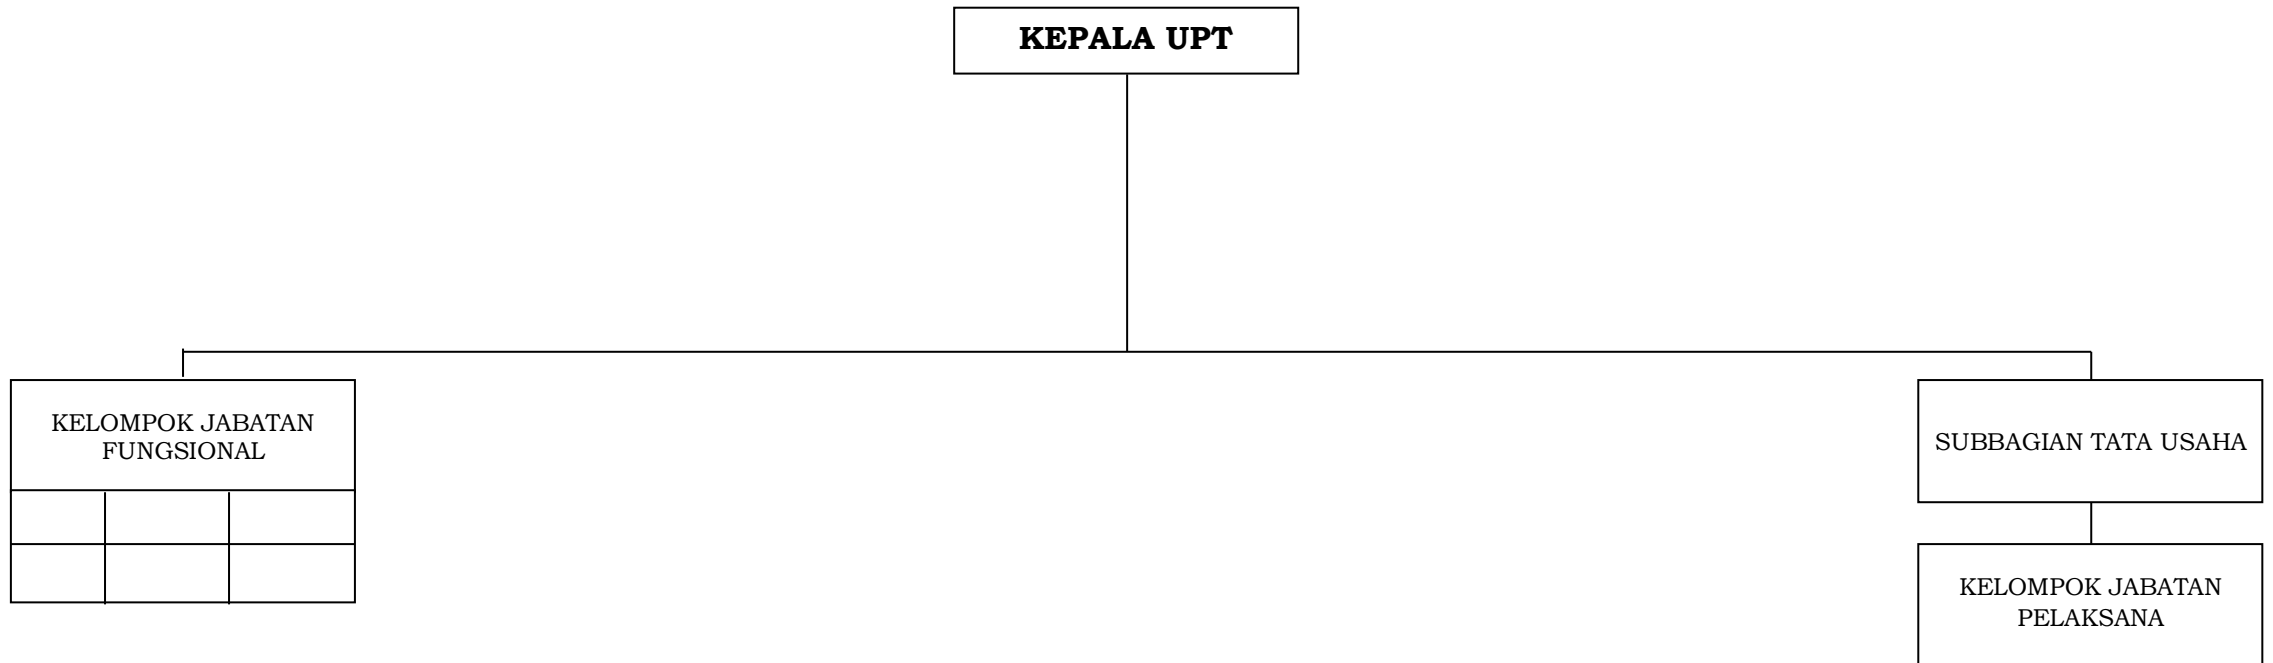 KEPALA UPT
KELOMPOK JABATAN
FUNGSIONAL
SUBBAGIAN TATA USAHA
KELOMPOK JABATAN
PELAKSANA